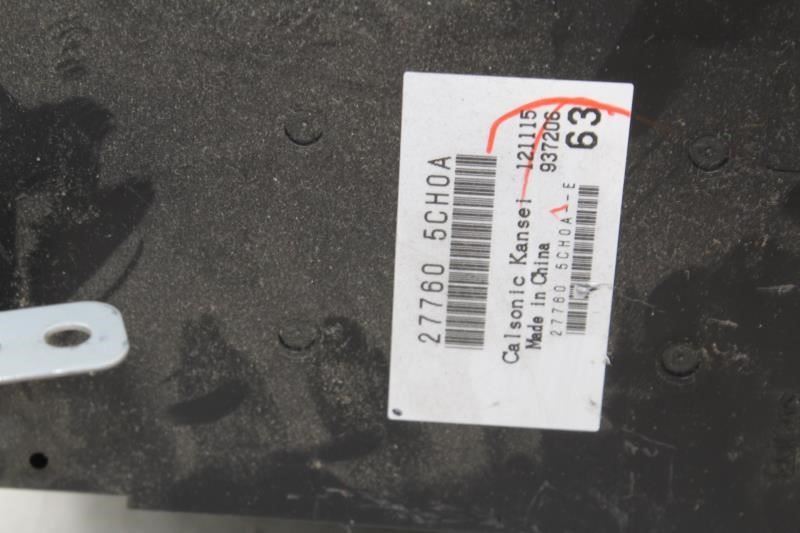 27760 5CH0A
Calsonic Kansei 121115
Made in China 937206
27760 5CH0A--E 63